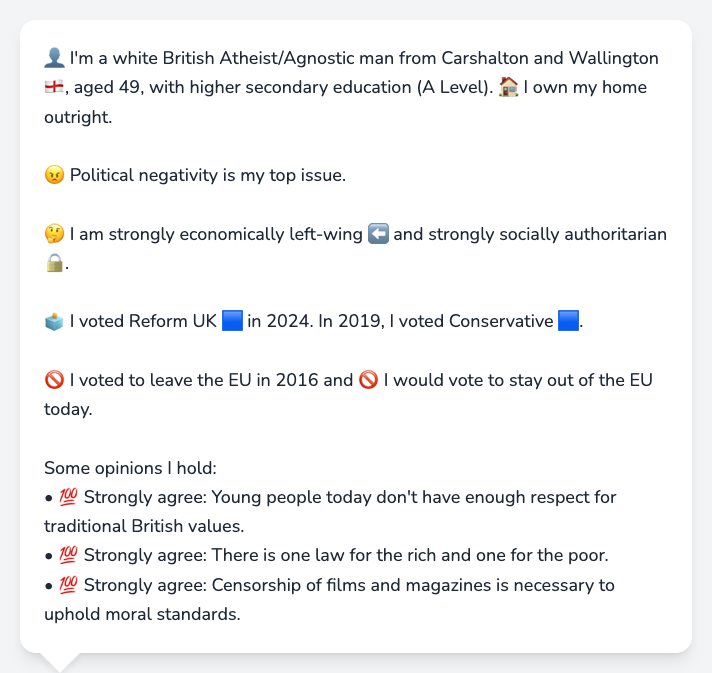 👤 I'm a white British Atheist/Agnostic man from Carshalton and Wallington
🏴󠁧󠁢󠁥󠁮󠁧󠁿, aged 49, with higher secondary education (A Level). 🏠 I own my home
outright.
😠 Political negativity is my top issue.
🤔 I am strongly economically left-wing ⬅️ and strongly socially authoritarian
🔒.
🗳️ I voted Reform UK 🟦 in 2024. In 2019, I voted Conservative 🟦.
🚫 I voted to leave the EU in 2016 and 🚫 I would vote to stay out of the EU
today.
Some opinions I hold:
• 💯 Strongly agree: Young people today don't have enough respect for
traditional British values.
• 💯 Strongly agree: There is one law for the rich and one for the poor.
• 💯 Strongly agree: Censorship of films and magazines is necessary to
uphold moral standards.